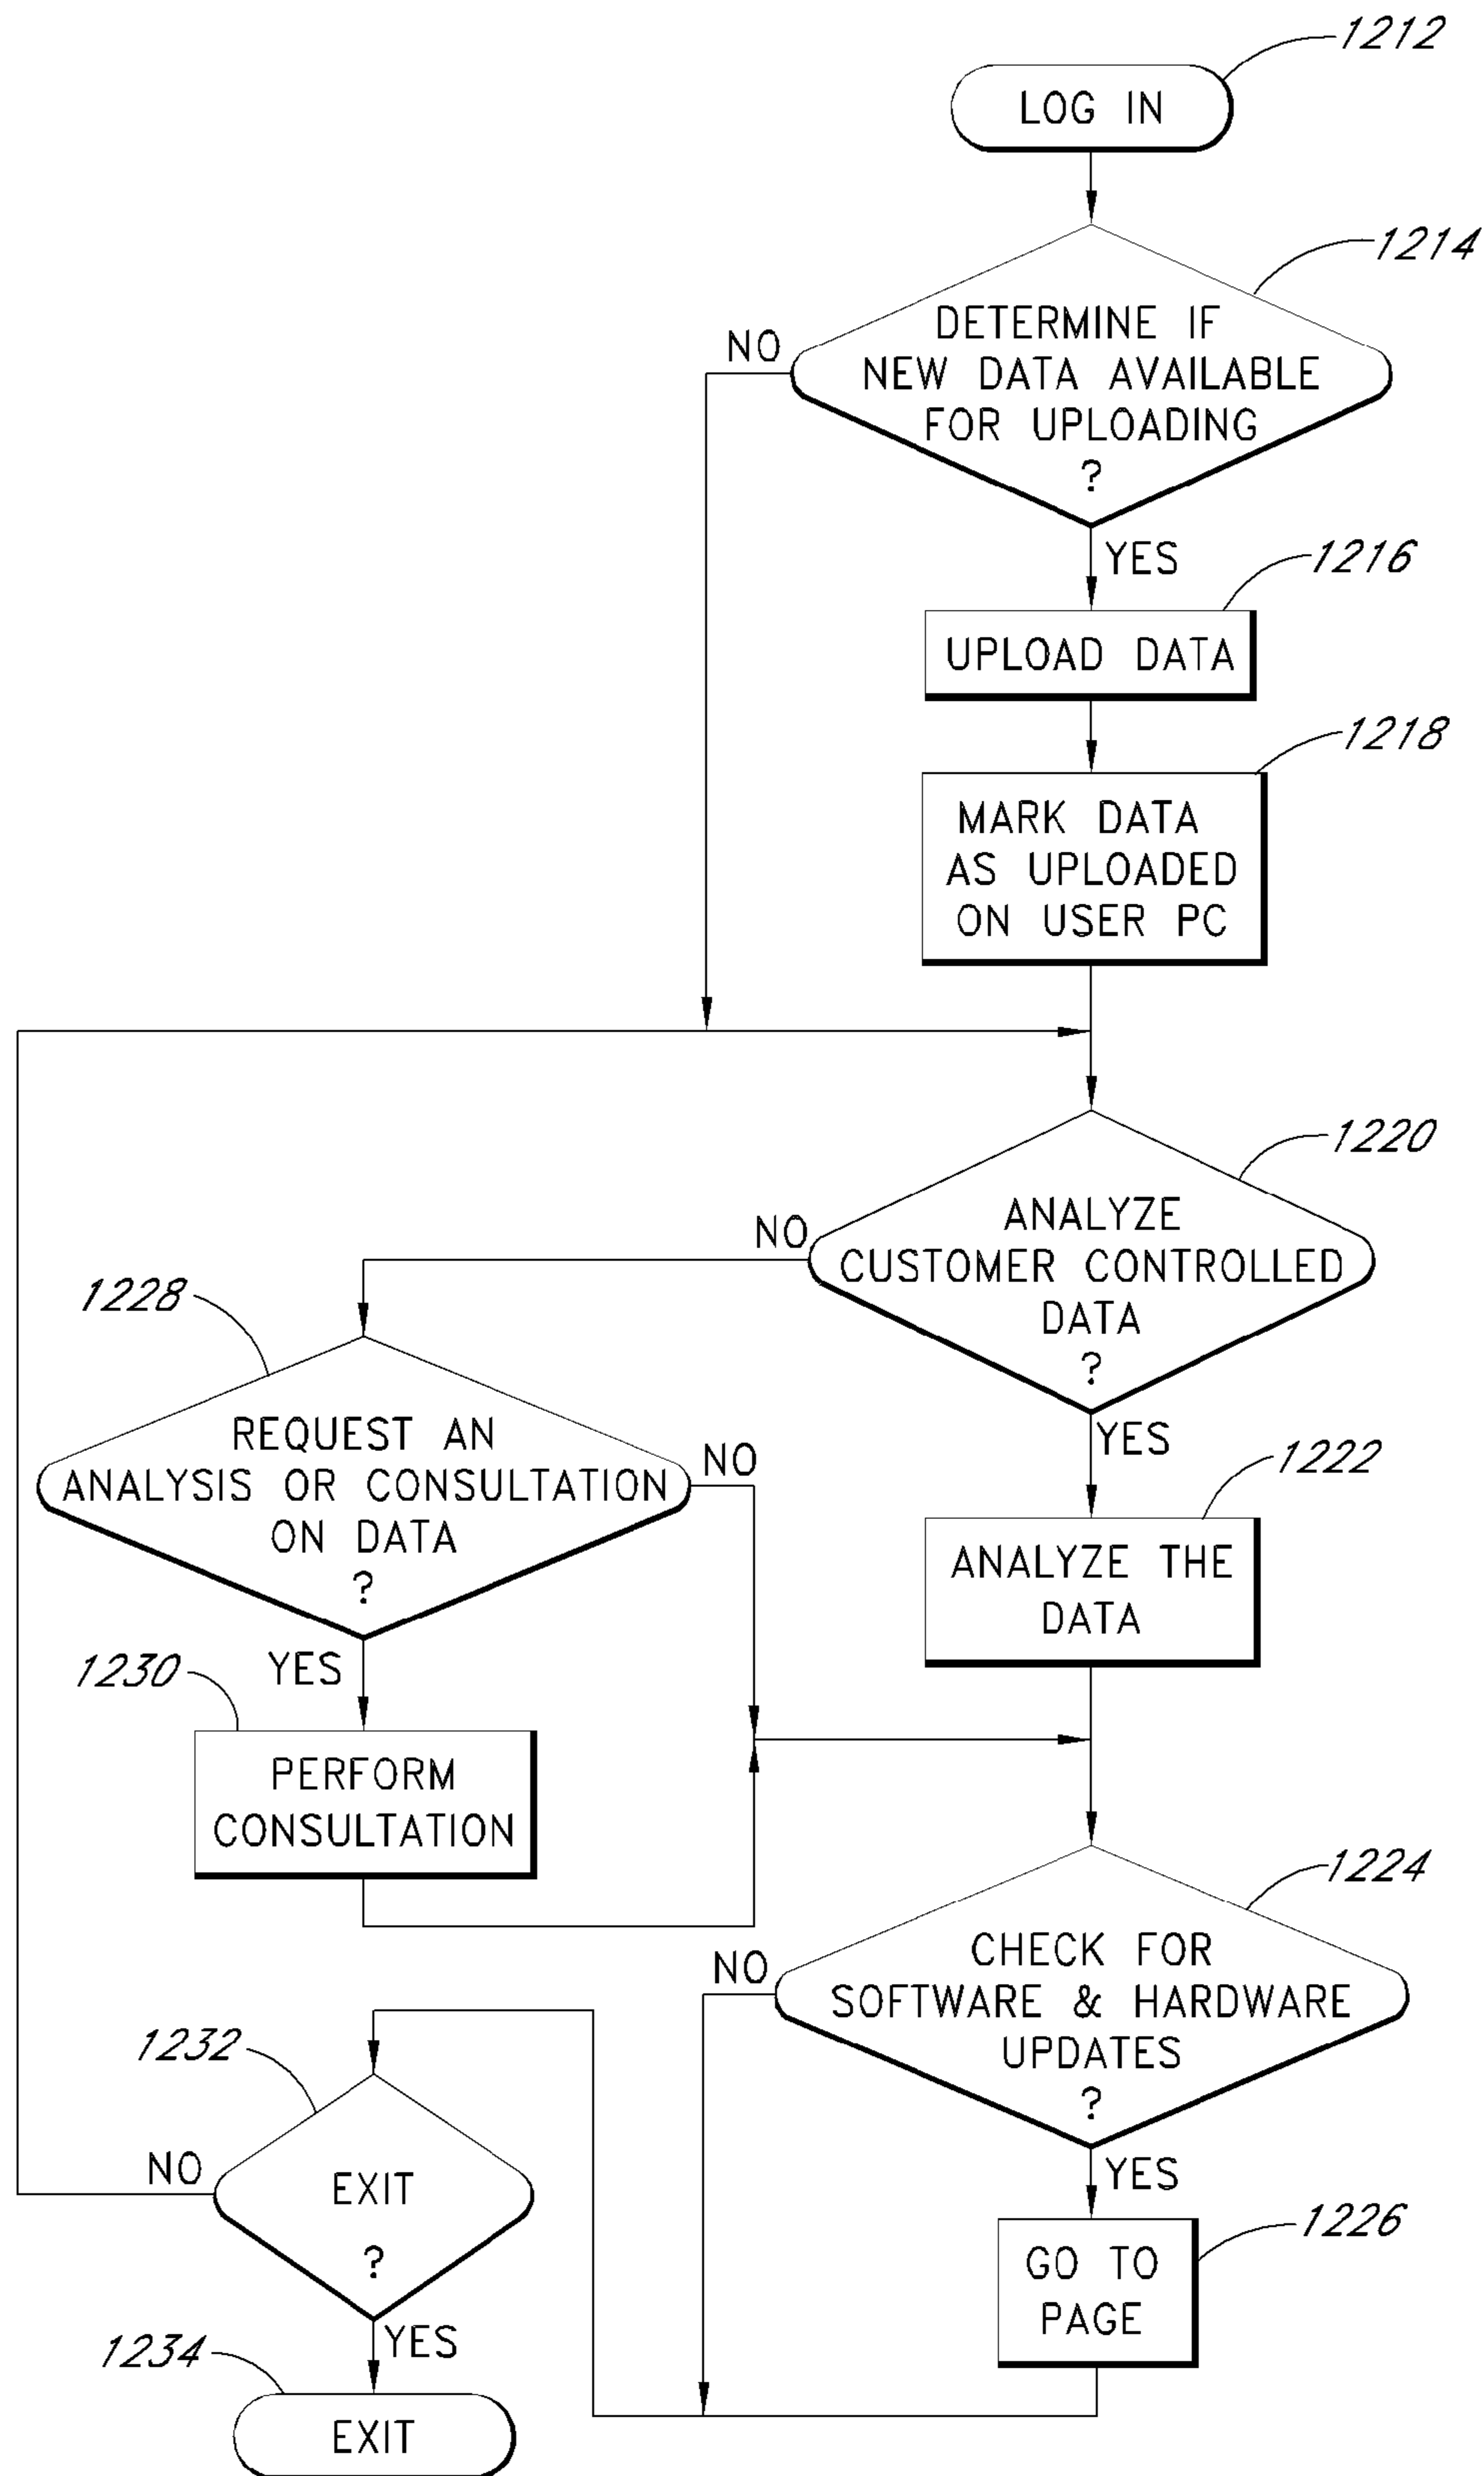 1212
LOG IN
1214
DETERMINE IF
NEW DATA AVAILABLE
FOR UPLOADING
?
NO
YES
1216
UPLOAD DATA
1218
MARK DATA
AS UPLOADED
ON USER PC
1220
ANALYZE
CUSTOMER CONTROLLED
DATA
?
NO
YES
1228
REQUEST AN
ANALYSIS OR CONSULTATION
ON DATA
?
NO
YES
1222
ANALYZE THE
DATA
1230
PERFORM
CONSULTATION
1224
CHECK FOR
SOFTWARE & HARDWARE
UPDATES
?
NO
YES
1226
GO TO
PAGE
1232
EXIT
?
NO
YES
1234
EXIT